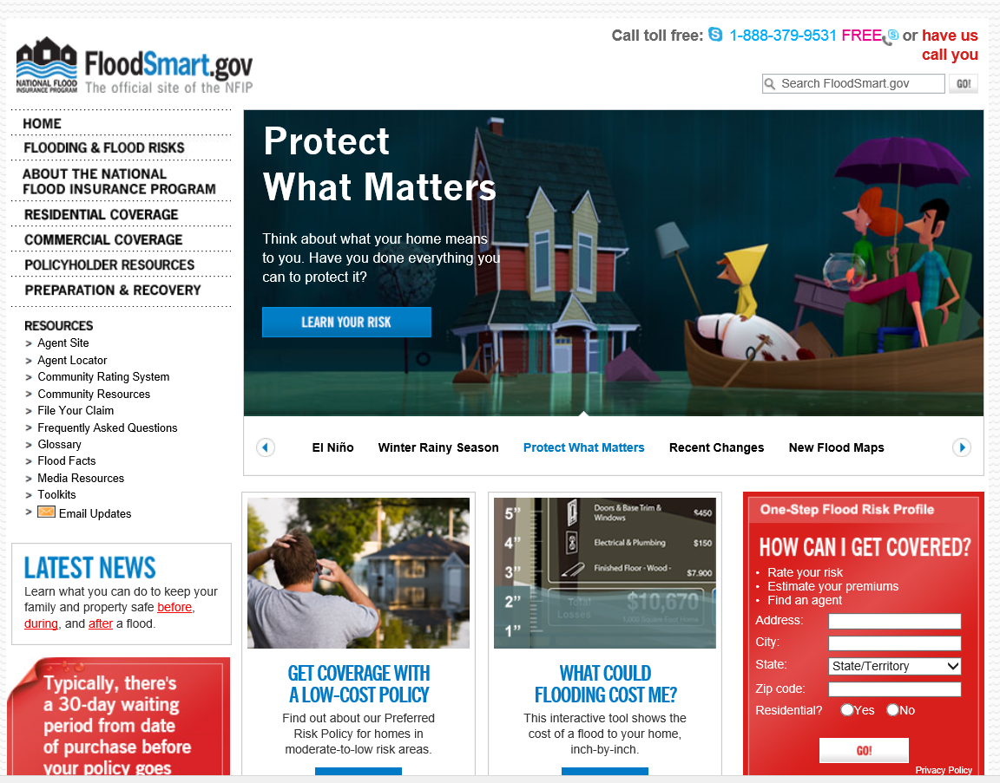 Call toll free: 1-888-379-9531 FREE or have us
call you
FloodSmart.gov
NATIONAL FLOOD
INSURANCE PROGRAM
The official site of the NFIP
Search FloodSmart.gov
GO!
HOME
FLOODING & FLOOD RISKS
ABOUT THE NATIONAL
FLOOD INSURANCE PROGRAM
RESIDENTIAL COVERAGE
COMMERCIAL COVERAGE
POLICYHOLDER RESOURCES
PREPARATION & RECOVERY
RESOURCES
> Agent Site
> Agent Locator
> Community Rating System
> Community Resources
> File Your Claim
> Frequently Asked Questions
> Glossary
> Flood Facts
> Media Resources
> Toolkits
> Email Updates
LATEST NEWS
Learn what you can do to keep your
family and property safe before,
during, and after a flood.
Typically, there's
a 30-day waiting
period from date
of purchase before
your policy goes
Protect
What Matters
Think about what your home means
to you. Have you done everything you
can to protect it?
LEARN YOUR RISK
El Niño Winter Rainy Season Protect What Matters Recent Changes New Flood Maps
GET COVERAGE WITH
A LOW-COST POLICY
Find out about our Preferred
Risk Policy for homes in
moderate-to-low risk areas.
5"
4"
3"
2"
1"
Doors & Base Trim &
Windows $450
Electrical & Plumbing $150
Finished Floor - Wood - $7.900
Total
Losses $10,670
1,000 Square Foot Home
WHAT COULD
FLOODING COST ME?
This interactive tool shows the
cost of a flood to your home,
inch-by-inch.
One-Step Flood Risk Profile
HOW CAN I GET COVERED?
• Rate your risk
• Estimate your premiums
• Find an agent
Address:
City:
State: State/Territory
Zip code:
Residential? Yes No
GO!
Privacy Policy